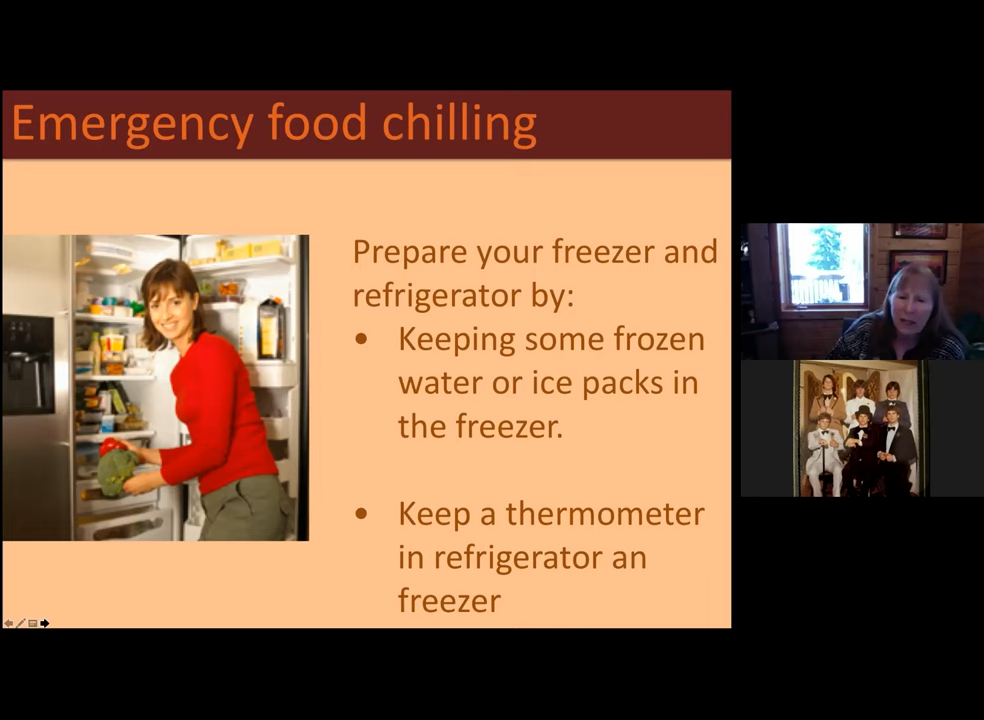 Emergency food chilling
Prepare your freezer and
refrigerator by:
• Keeping some frozen
water or ice packs in
the freezer.
• Keep a thermometer
in refrigerator an
freezer